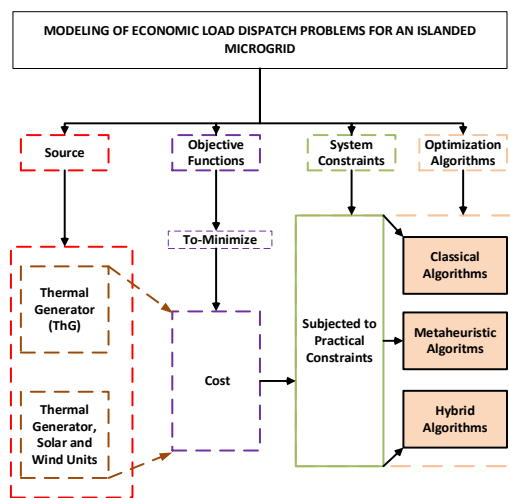 MODELING OF ECONOMIC LOAD DISPATCH PROBLEMS FOR AN ISLANDED
MICROGRID
Source
Objective
Functions
System
Constraints
Optimization
Algorithms
To-Minimize
Thermal
Generator
(ThG)
Thermal
Generator,
Solar and
Wind Units
Cost
Subjected to
Practical
Constraints
Classical
Algorithms
Metaheuristic
Algoritms
Hybrid
Algorithms